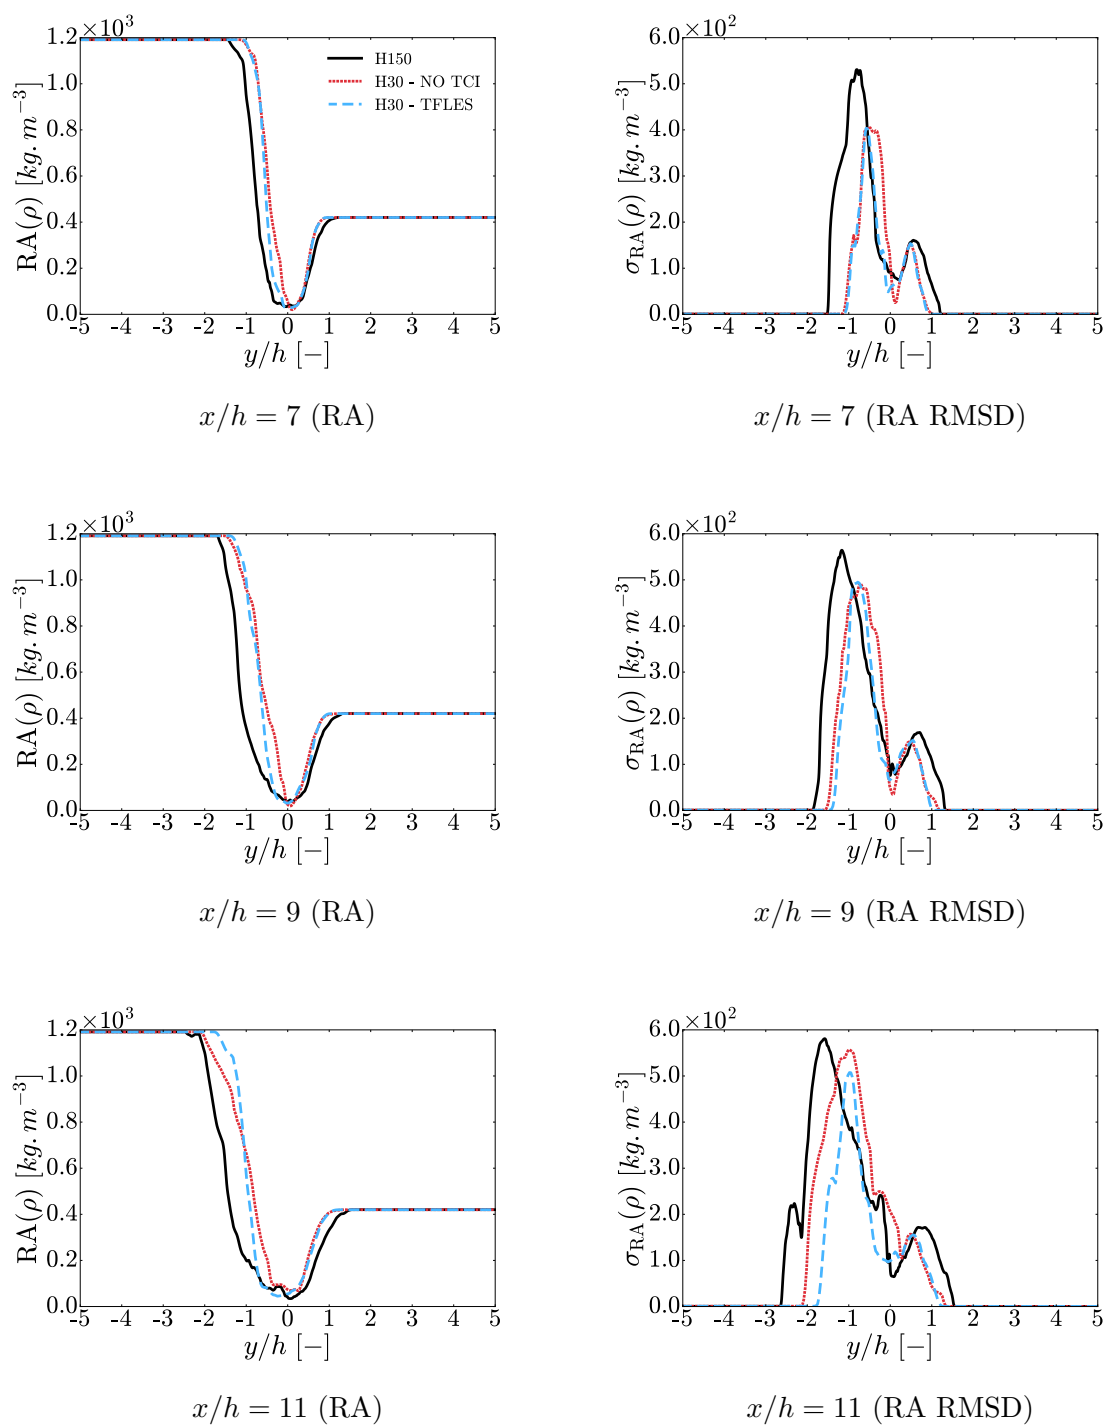 ×10³ ×10²
1.2 1.0 0.8 0.6 0.4 0.2 0.0
RA(ρ) [kg. m⁻³]
H150
H30 - NO TCI
H30 - TFLES
6.0 5.0 4.0 3.0 2.0 1.0 0.0
σ_RA(ρ) [kg. m⁻³]
-5 -4 -3 -2 -1 0 1 2 3 4 5 -5 -4 -3 -2 -1 0 1 2 3 4 5
y/h [−] y/h [−]
x/h = 7 (RA) x/h = 7 (RA RMSD)
×10³ ×10²
1.2 1.0 0.8 0.6 0.4 0.2 0.0
RA(ρ) [kg. m⁻³]
6.0 5.0 4.0 3.0 2.0 1.0 0.0
σ_RA(ρ) [kg. m⁻³]
-5 -4 -3 -2 -1 0 1 2 3 4 5 -5 -4 -3 -2 -1 0 1 2 3 4 5
y/h [−] y/h [−]
x/h = 9 (RA) x/h = 9 (RA RMSD)
×10³ ×10²
1.2 1.0 0.8 0.6 0.4 0.2 0.0
RA(ρ) [kg. m⁻³]
6.0 5.0 4.0 3.0 2.0 1.0 0.0
σ_RA(ρ) [kg. m⁻³]
-5 -4 -3 -2 -1 0 1 2 3 4 5 -5 -4 -3 -2 -1 0 1 2 3 4 5
y/h [−] y/h [−]
x/h = 11 (RA) x/h = 11 (RA RMSD)